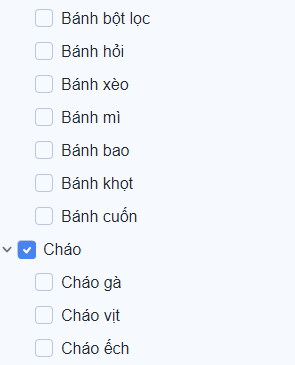 Bánh bột lọc
Bánh hỏi
Bánh xèo
Bánh mì
Bánh bao
Bánh khọt
Bánh cuốn
Cháo
Cháo gà
Cháo vịt
Cháo ếch